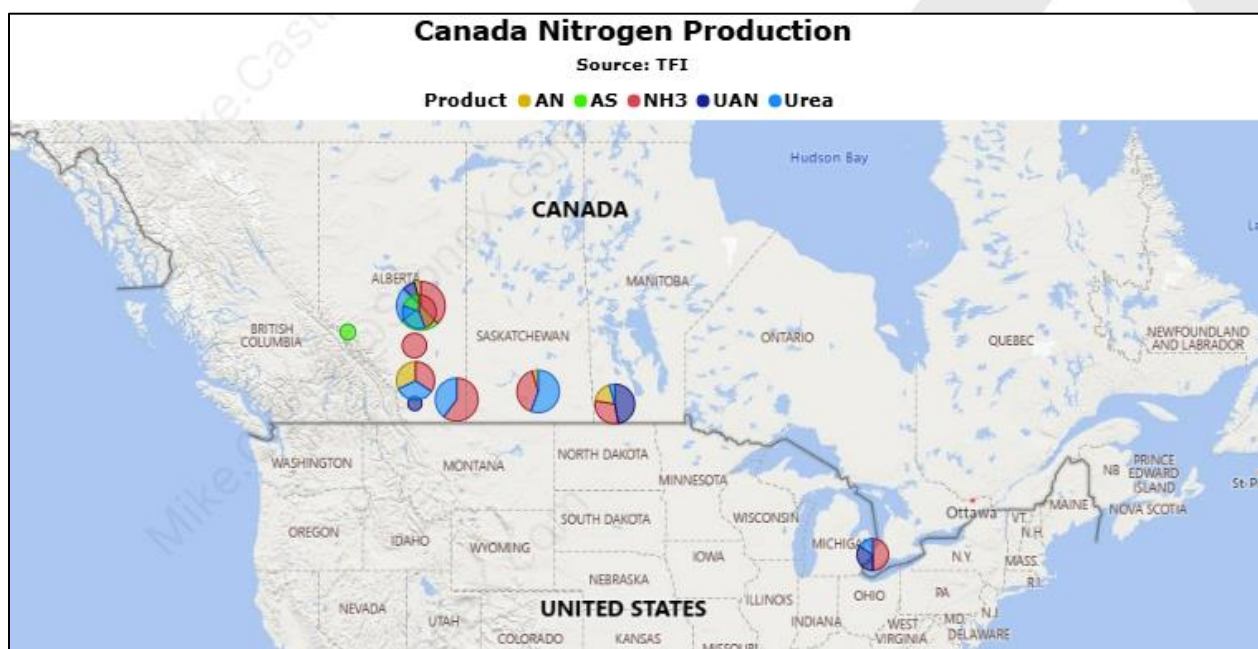 Canada Nitrogen Production
Source: TFI
Product AN AS NH3 UAN Urea
Hudson Bay
CANADA
ALBERTA
MANITOBA
BRITISH
COLUMBIA
SASKATCHEWAN
ONTARIO
QUEBEC
NEWFOUNDLAND
AND LABRADOR
WASHINGTON
MONTANA
NORTH DAKOTA
MINNESOTA
NB
PRINCE
EDWARD
ISLAND
NOVA SCOTIA
MAINE
Ottawa
OREGON
IDAHO
SOUTH DAKOTA
WISCONSIN
VT.
N.H.
WYOMING
MICHIGA
N.Y.
MASS.
R.I.
IOWA
NEBRASKA
NEVADA
UTAH
UNITED STATES
ILLINOIS
INDIANA
OHIO
PA
N.J.
MD
DELAWARE
WEST
VIRGINIA
COLORADO
KANSAS
MISSOURI